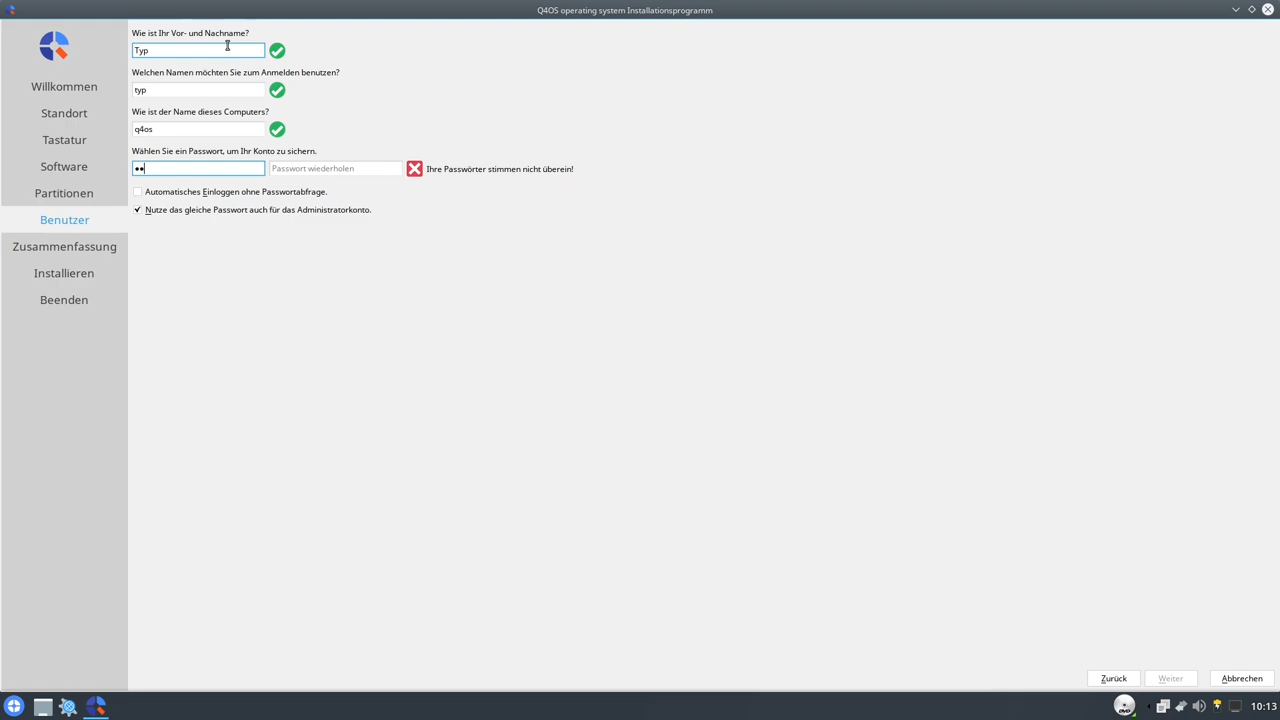 Q4OS operating system Installationsprogramm
Willkommen
Standort
Tastatur
Software
Partitionen
Benutzer
Zusammenfassung
Installieren
Beenden
Wie ist Ihr Vor- und Nachname?
Typ
Welchen Namen möchten Sie zum Anmelden benutzen?
typ
Wie ist der Name dieses Computers?
q4os
Wählen Sie ein Passwort, um Ihr Konto zu sichern.
●● Passwort wiederholen Ihre Passwörter stimmen nicht überein!
Automatisches Einloggen ohne Passwortabfrage.
Nutze das gleiche Passwort auch für das Administratorkonto.
Zurück Weiter Abbrechen
10:13